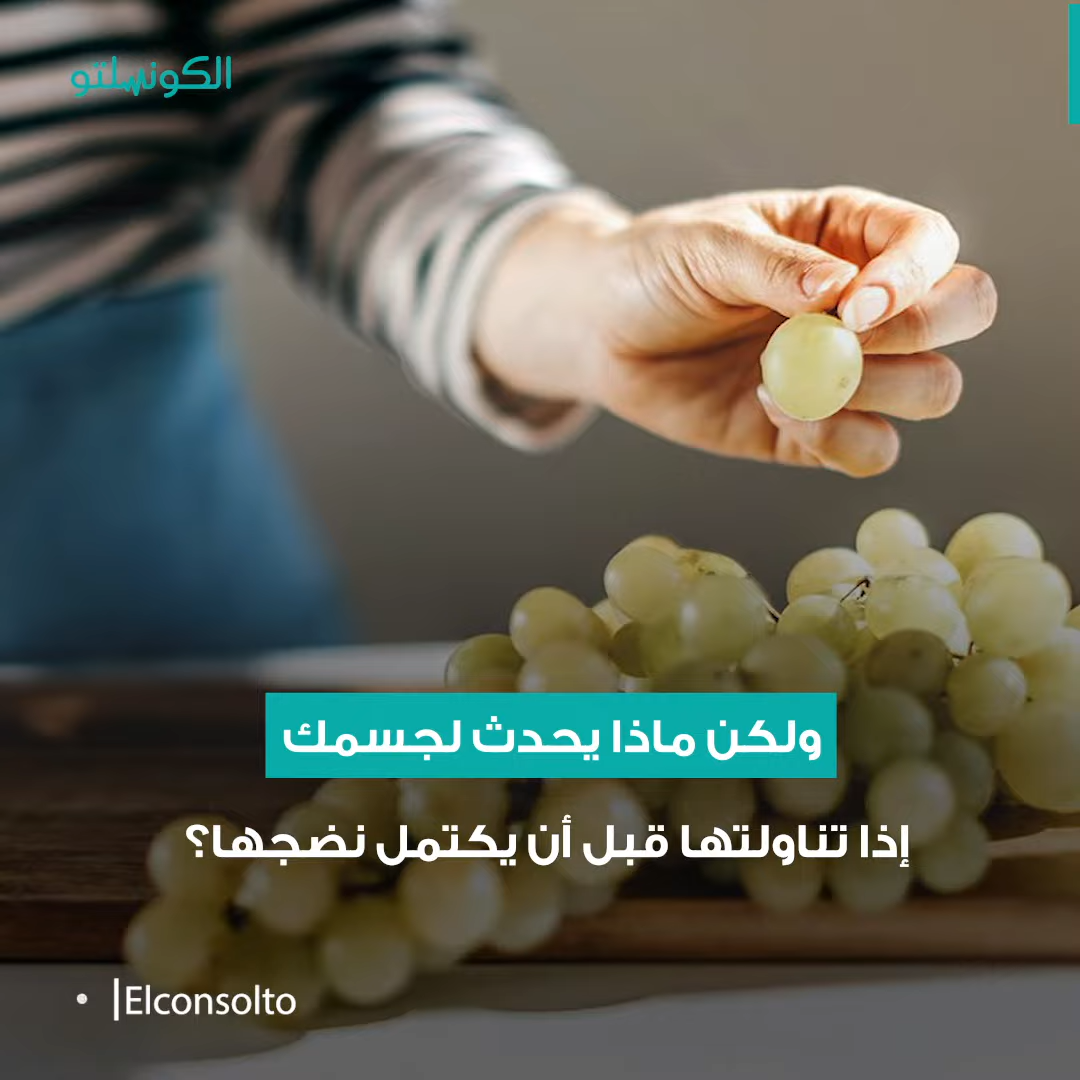 الكونسلتو
ولكن ماذا يحدث لجسمك
إذا تناولتها قبل أن يكتمل نضجها؟
Elconsolto